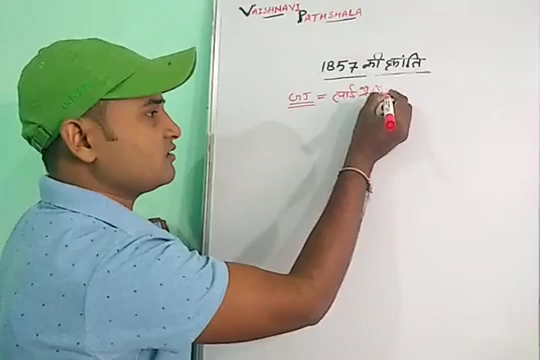 VAISHNAVI
PATHSHALA
1857 की क्रांति
GJ = लार्ड